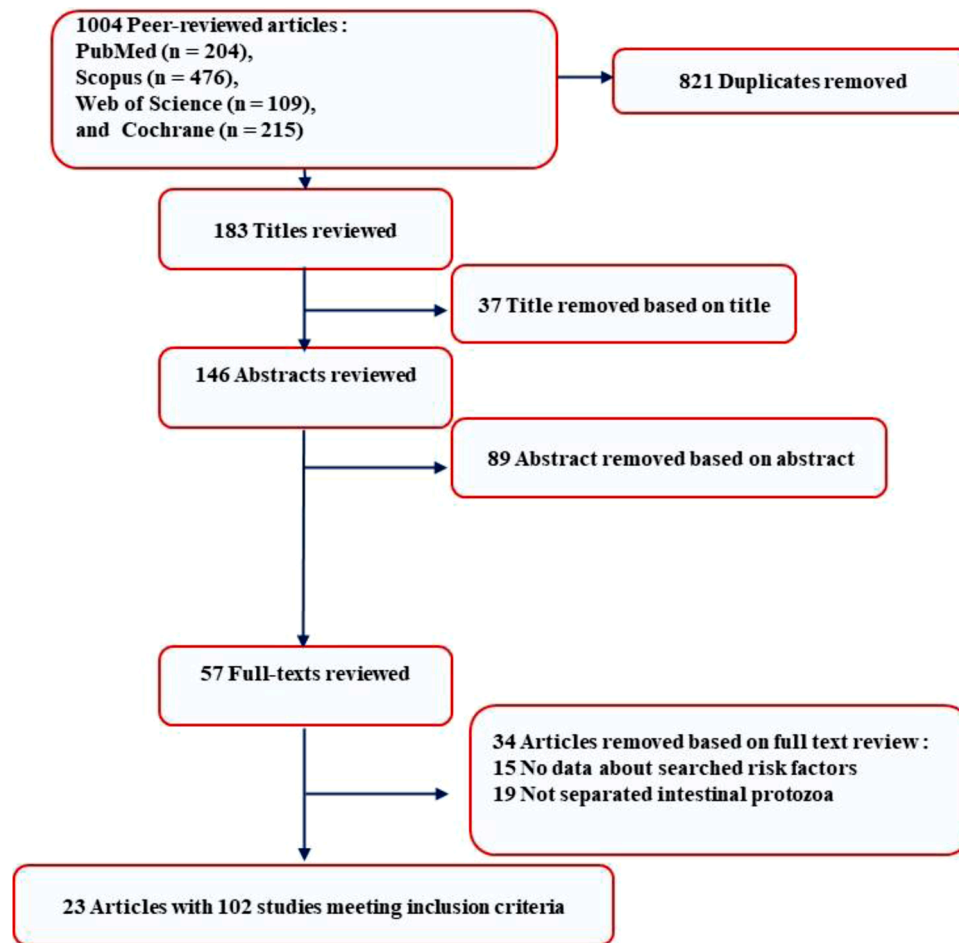 1004 Peer-reviewed articles :
PubMed (n = 204),
Scopus (n = 476),
Web of Science (n = 109),
and Cochrane (n = 215)
821 Duplicates removed
183 Titles reviewed
37 Title removed based on title
146 Abstracts reviewed
89 Abstract removed based on abstract
57 Full-texts reviewed
34 Articles removed based on full text review :
15 No data about searched risk factors
19 Not separated intestinal protozoa
23 Articles with 102 studies meeting inclusion criteria